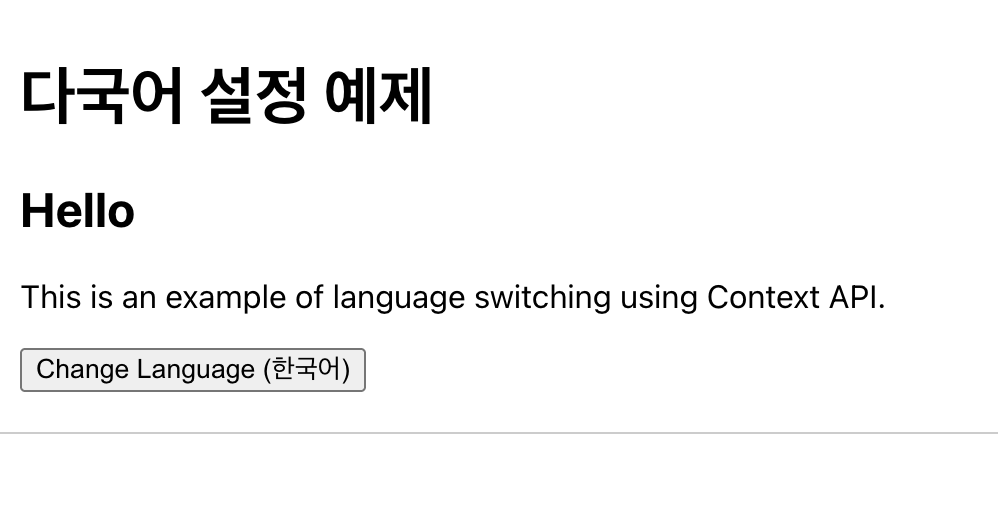 다국어 설정 예제
Hello
This is an example of language switching using Context API.
Change Language (한국어)